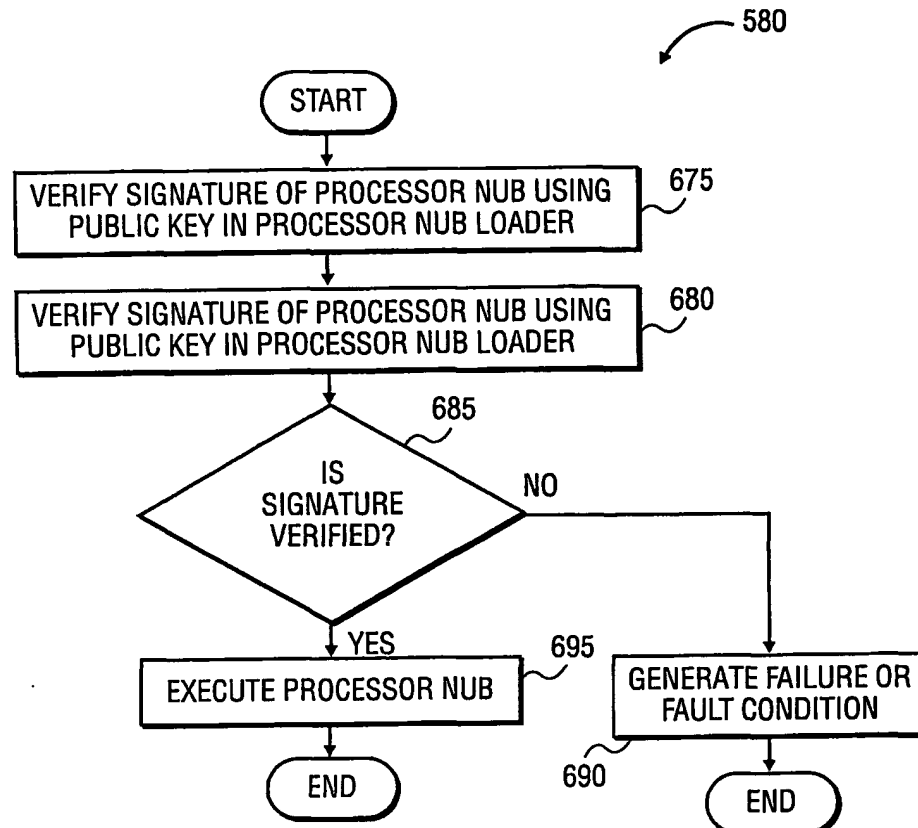 580
START
VERIFY SIGNATURE OF PROCESSOR NUB USING
PUBLIC KEY IN PROCESSOR NUB LOADER
675
VERIFY SIGNATURE OF PROCESSOR NUB USING
PUBLIC KEY IN PROCESSOR NUB LOADER
680
685
IS
SIGNATURE
VERIFIED?
NO
YES
695
EXECUTE PROCESSOR NUB
GENERATE FAILURE OR
FAULT CONDITION
690
END
END